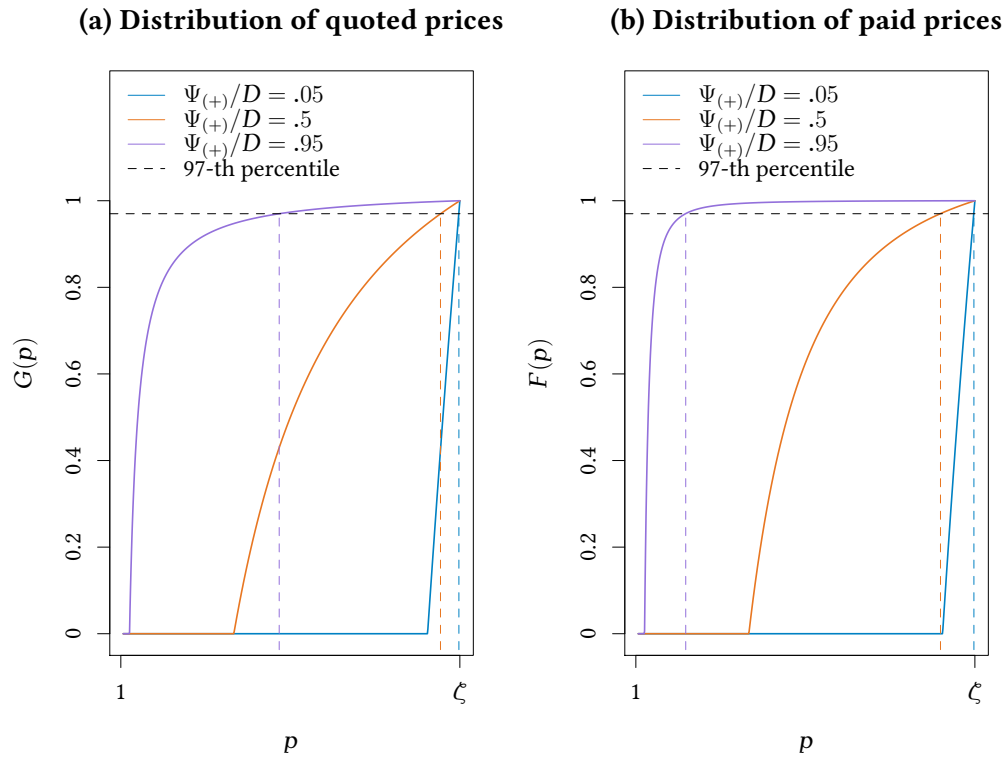 (a) Distribution of quoted prices
Ψ(+)/D = .05
Ψ(+)/D = .5
Ψ(+)/D = .95
97-th percentile
G(p)
1
0.8
0.6
0.4
0.2
0
1
ζ
p
(b) Distribution of paid prices
Ψ(+)/D = .05
Ψ(+)/D = .5
Ψ(+)/D = .95
97-th percentile
F(p)
1
0.8
0.6
0.4
0.2
0
1
ζ
p